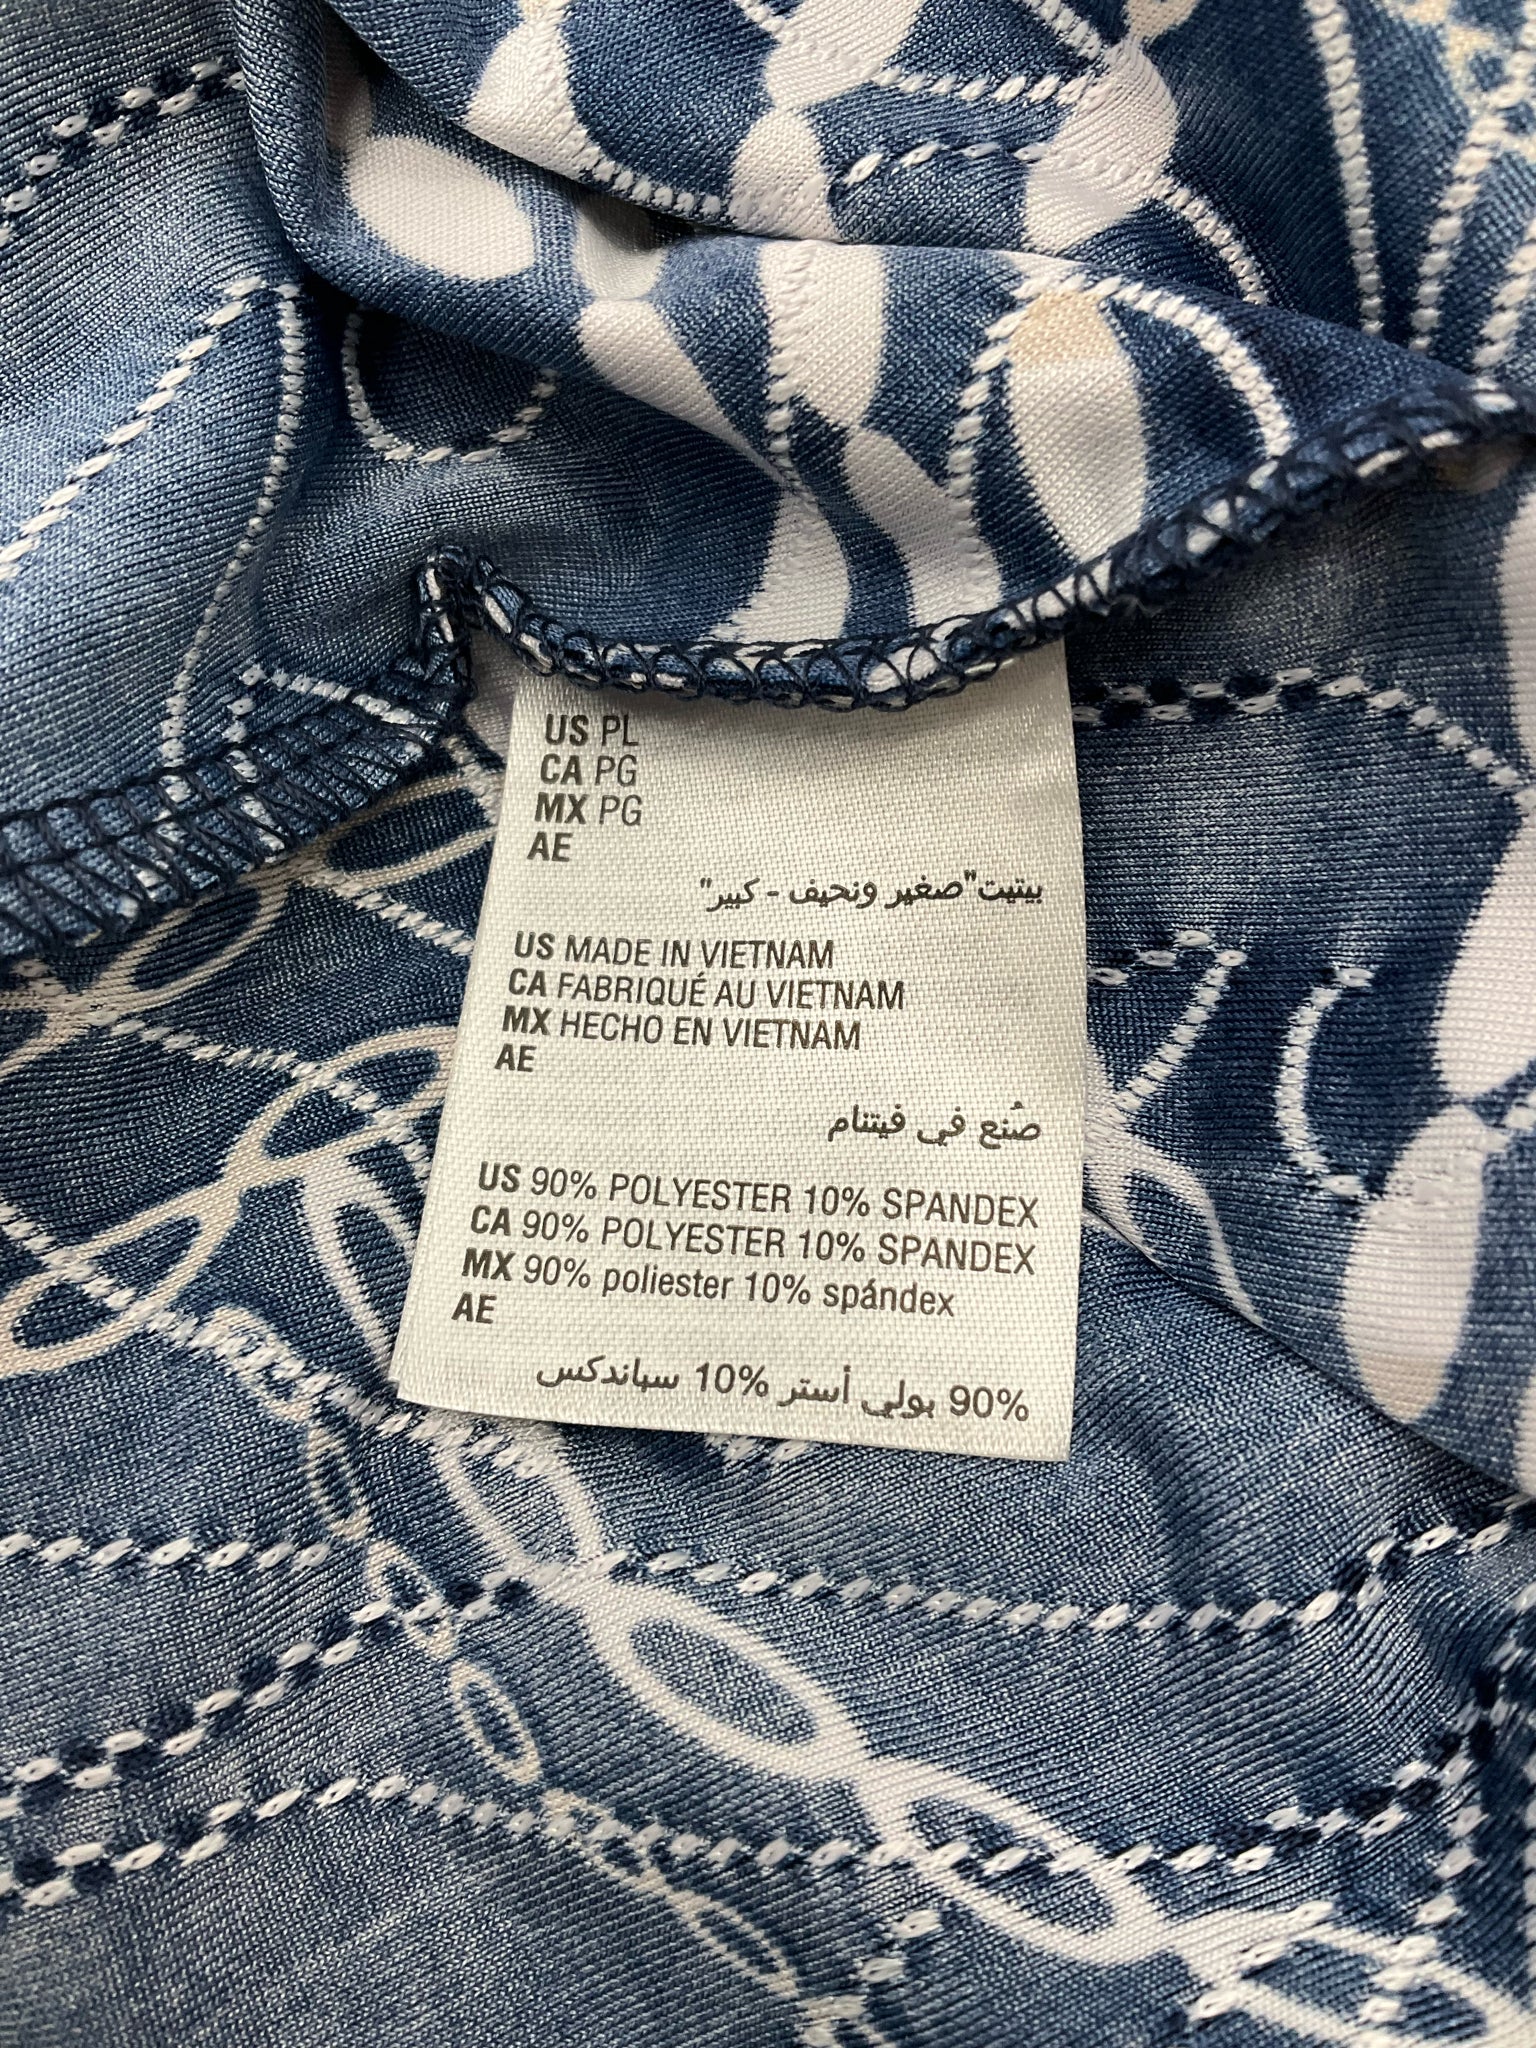 US PL
CA PG
MX PG
AE
بيتيت"صغير ونحيف - كبير"
US MADE IN VIETNAM
CA FABRIQUÉ AU VIETNAM
MX HECHO EN VIETNAM
AE
صُنع في فيتنام
US 90% POLYESTER 10% SPANDEX
CA 90% POLYESTER 10% SPANDEX
MX 90% poliester 10% spándex
AE
90% بولي أستر 10% سباندكس